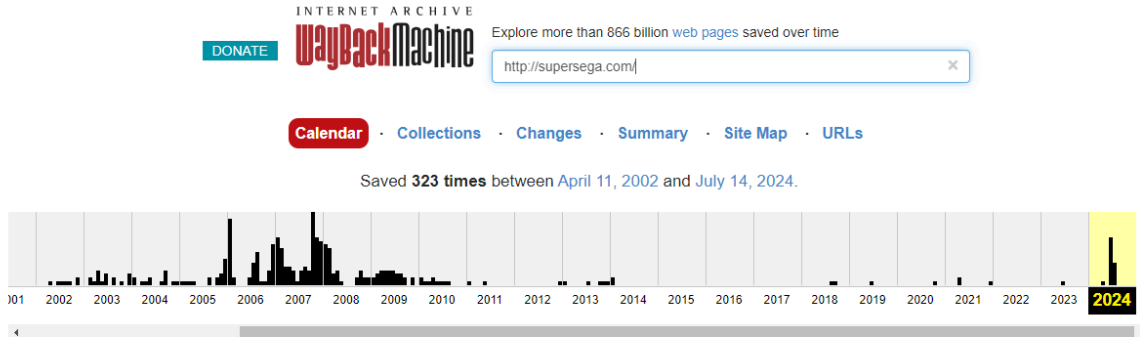 INTERNET ARCHIVE
DONATE
WayBackMachine
Explore more than 866 billion web pages saved over time
http://supersega.com/
×
Calendar · Collections · Changes · Summary · Site Map · URLs
Saved 323 times between April 11, 2002 and July 14, 2024.
001 2002 2003 2004 2005 2006 2007 2008 2009 2010 2011 2012 2013 2014 2015 2016 2017 2018 2019 2020 2021 2022 2023 2024